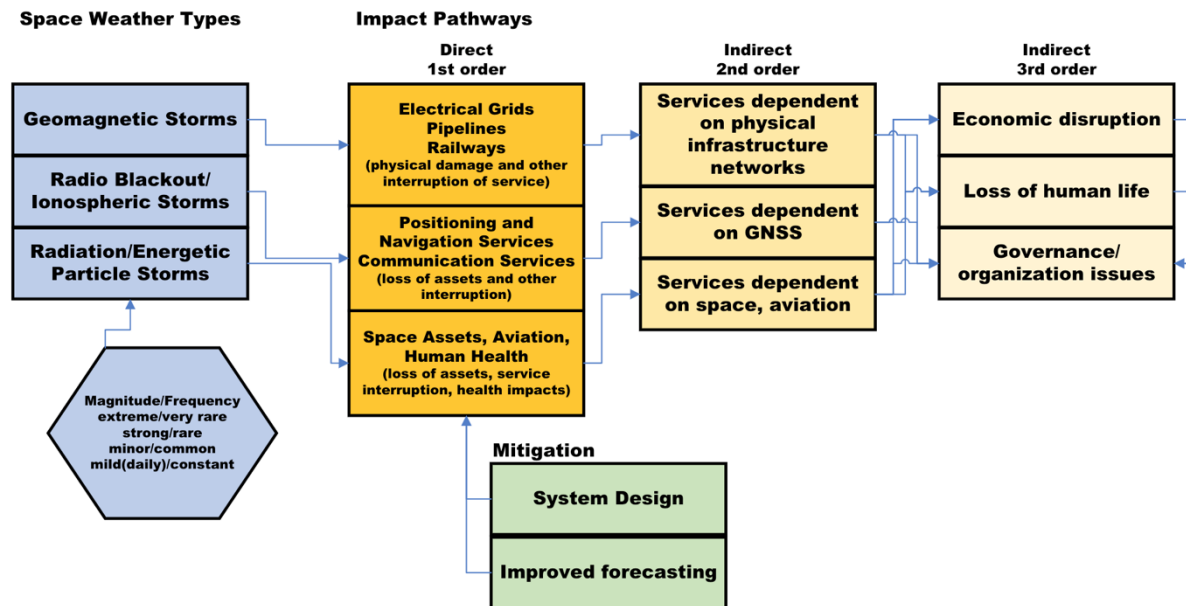 Space Weather Types
Impact Pathways
Direct
1st order
Indirect
2nd order
Indirect
3rd order
Geomagnetic Storms
Radio Blackout/
Ionospheric Storms
Radiation/Energetic
Particle Storms
Magnitude/Frequency
extreme/very rare
strong/rare
minor/common
mild(daily)/constant
Electrical Grids
Pipelines
Railways
(physical damage and other
interruption of service)
Positioning and
Navigation Services
Communication Services
(loss of assets and other
interruption)
Space Assets, Aviation,
Human Health
(loss of assets, service
interruption, health impacts)
Services dependent
on physical
infrastructure
networks
Services dependent
on GNSS
Services dependent
on space, aviation
Economic disruption
Loss of human life
Governance/
organization issues
Mitigation
System Design
Improved forecasting